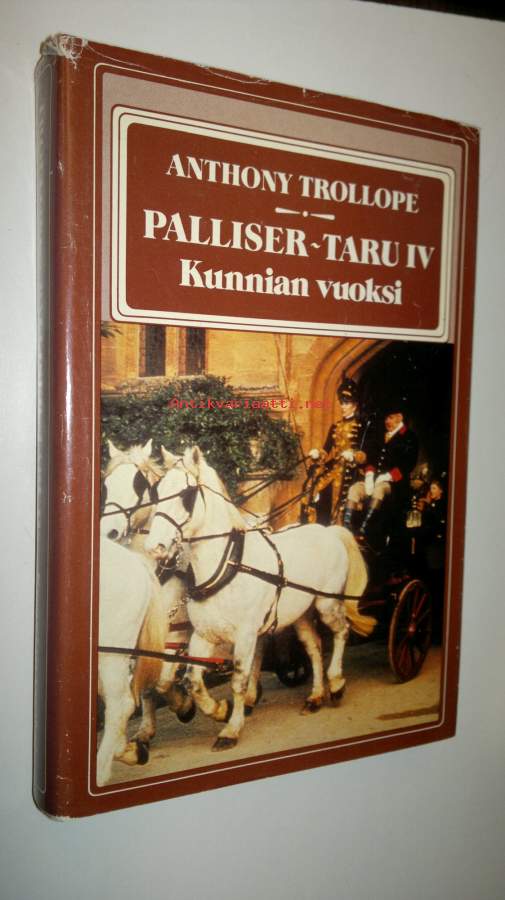 ANTHONY TROLLOPE
PALLISER~TARU IV
Kunnian vuoksi
Antikvariaatti.net